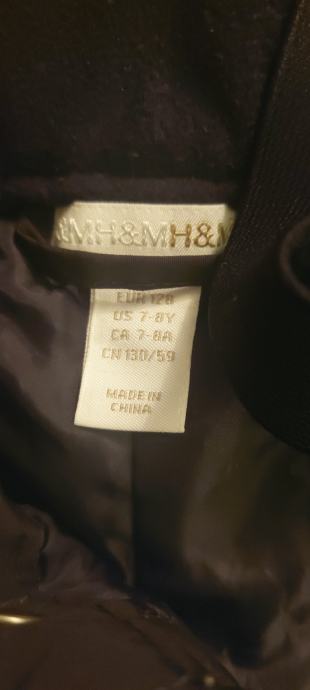 &MH&MH&M
EUR 128
US 7-8Y
CA 7-8A
CN 130/59
MADE IN
CHINA